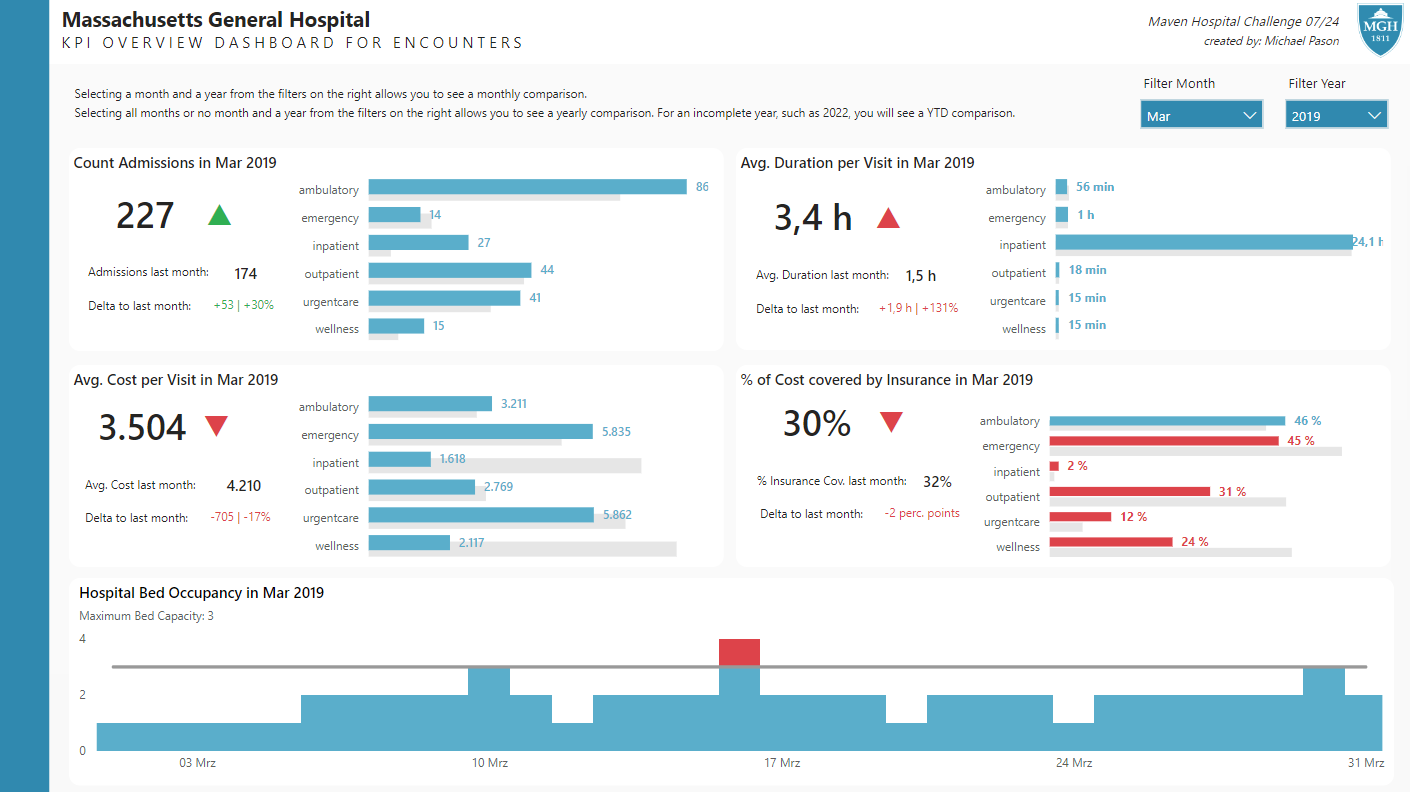 Massachusetts General Hospital
KPI OVERVIEW DASHBOARD FOR ENCOUNTERS
Maven Hospital Challenge 07/24
created by: Michael Pason
MGH
1811
Selecting a month and a year from the filters on the right allows you to see a monthly comparison.
Selecting all months or no month and a year from the filters on the right allows you to see a yearly comparison. For an incomplete year, such as 2022, you will see a YTD comparison.
Filter Month
Mar
Filter Year
2019
Count Admissions in Mar 2019
227
Admissions last month: 174
Delta to last month: +53 | +30%
ambulatory 86
emergency 14
inpatient 27
outpatient 44
urgentcare 41
wellness 15
Avg. Duration per Visit in Mar 2019
3,4 h
Avg. Duration last month: 1,5 h
Delta to last month: +1,9 h | +131%
ambulatory 56 min
emergency 1 h
inpatient 24,1 h
outpatient 18 min
urgentcare 15 min
wellness 15 min
Avg. Cost per Visit in Mar 2019
3.504
Avg. Cost last month: 4.210
Delta to last month: -705 | -17%
ambulatory 3.211
emergency 5.835
inpatient 1.618
outpatient 2.769
urgentcare 5.862
wellness 2.117
% of Cost covered by Insurance in Mar 2019
30%
% Insurance Cov. last month: 32%
Delta to last month: -2 perc. points
ambulatory 46 %
emergency 45 %
inpatient 2 %
outpatient 31 %
urgentcare 12 %
wellness 24 %
Hospital Bed Occupancy in Mar 2019
Maximum Bed Capacity: 3
4
2
0
03 Mrz 10 Mrz 17 Mrz 24 Mrz 31 Mrz